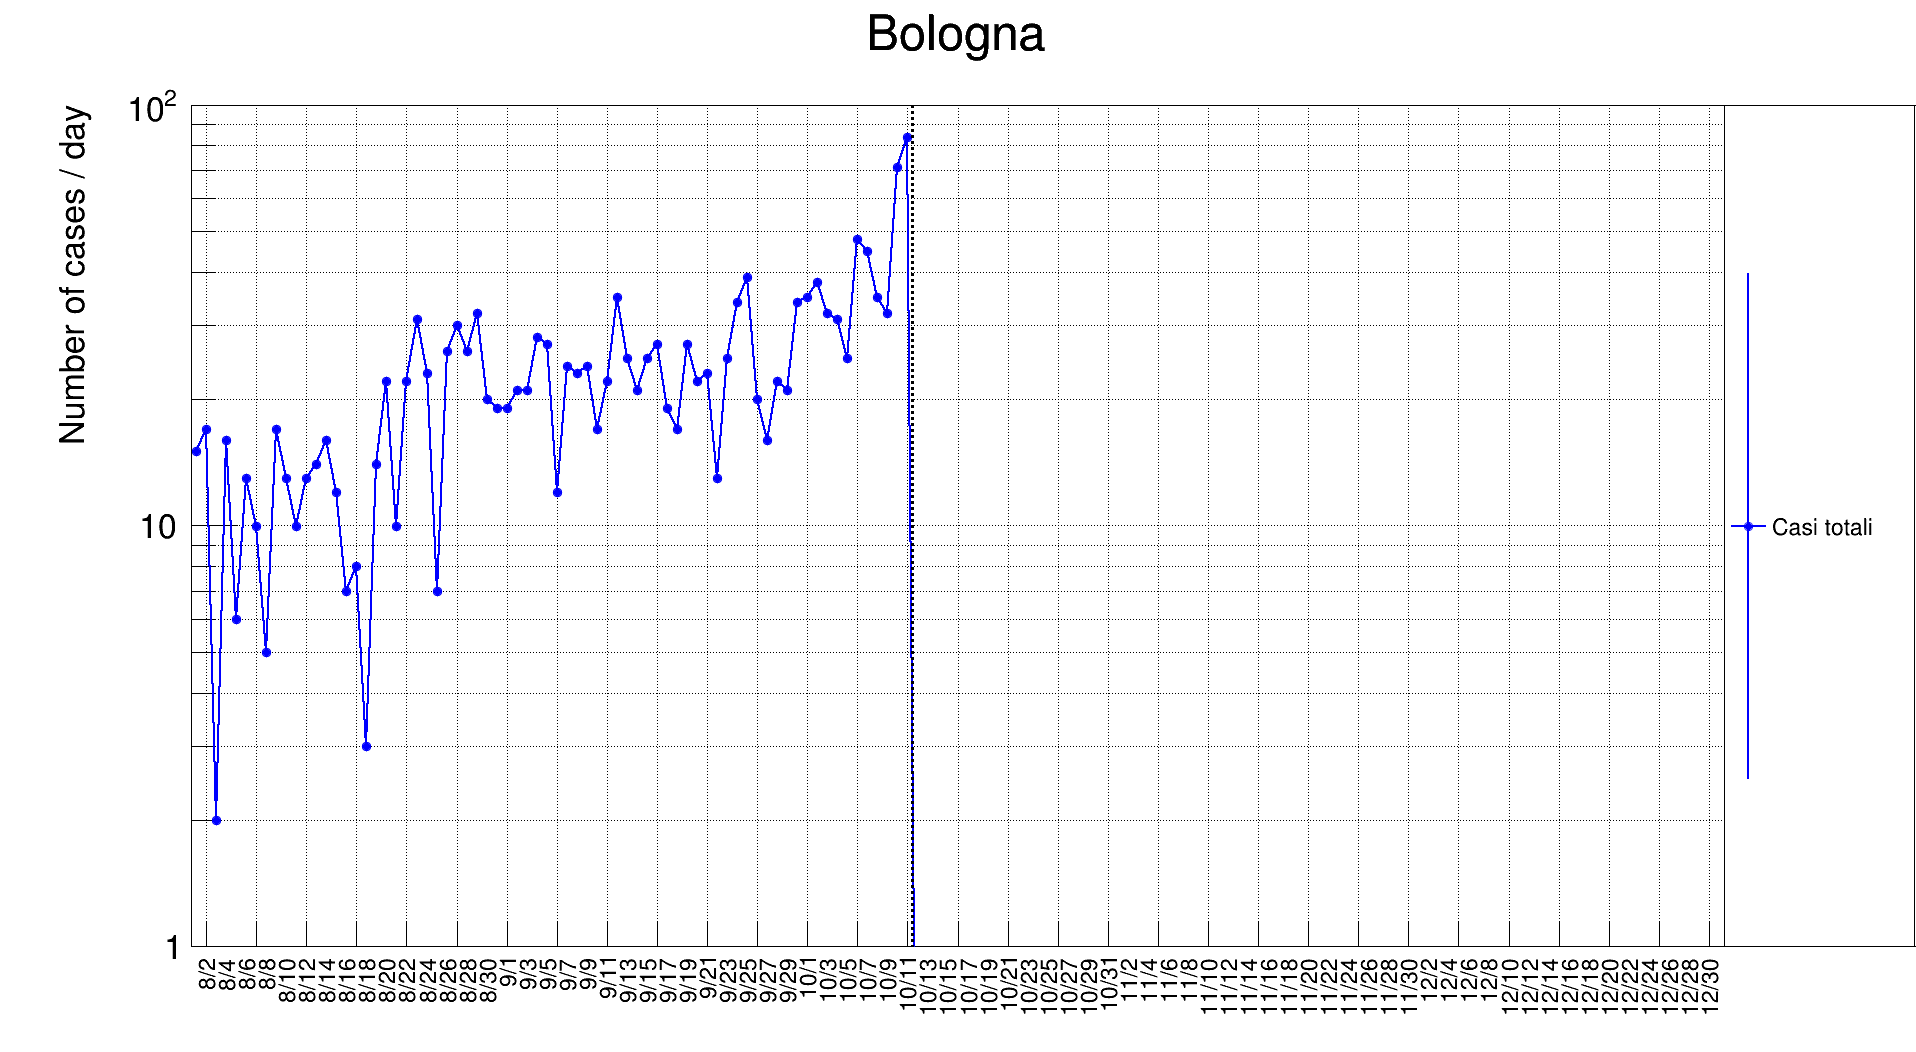 Bologna
Number of cases / day
10²
10
1
8/2 8/4 8/6 8/8 8/10 8/12 8/14 8/16 8/18 8/20 8/22 8/24 8/26 8/28 8/30 9/1 9/3 9/5 9/7 9/9 9/11 9/13 9/15 9/17 9/19 9/21 9/23 9/25 9/27 9/29 10/1 10/3 10/5 10/7 10/9 10/11 10/13 10/15 10/17 10/19 10/21 10/23 10/25 10/27 10/29 10/31 11/2 11/4 11/6 11/8 11/10 11/12 11/14 11/16 11/18 11/20 11/22 11/24 11/26 11/28 11/30 12/2 12/4 12/6 12/8 12/10 12/12 12/14 12/16 12/18 12/20 12/22 12/24 12/26 12/28 12/30
Casi totali